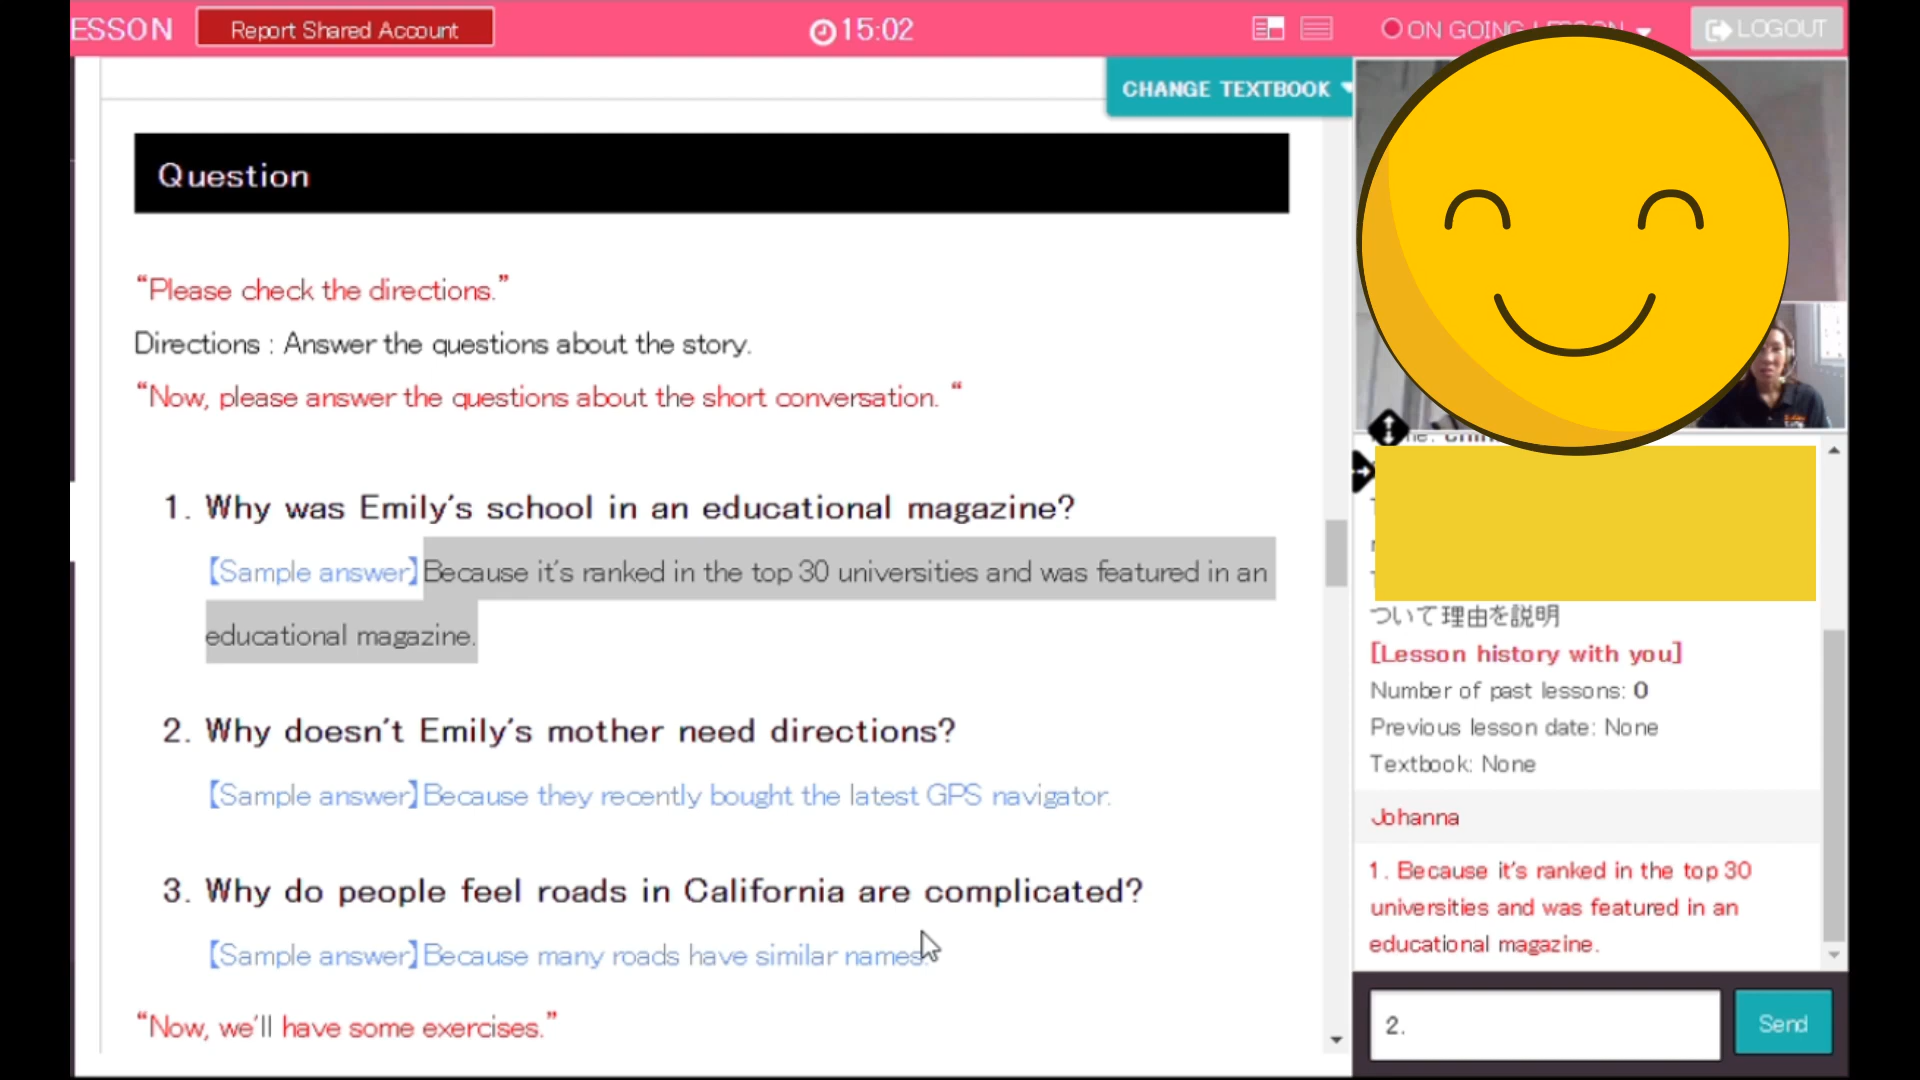 ESSON
Report Shared Account
15:02
ON GOING LESSON
LOGOUT
CHANGE TEXTBOOK
Question
“Please check the directions.”
Directions : Answer the questions about the story.
“Now, please answer the questions about the short conversation. “
1. Why was Emily's school in an educational magazine?
【Sample answer】Because it's ranked in the top 30 universities and was featured in an
educational magazine.
2. Why doesn't Emily's mother need directions?
【Sample answer】Because they recently bought the latest GPS navigator.
3. Why do people feel roads in California are complicated?
【Sample answer】Because many roads have similar names.
“Now, we'll have some exercises.”
ついて理由を説明
[Lesson history with you]
Number of past lessons: 0
Previous lesson date: None
Textbook: None
Johanna
1. Because it's ranked in the top 30
universities and was featured in an
educational magazine.
2.
Send